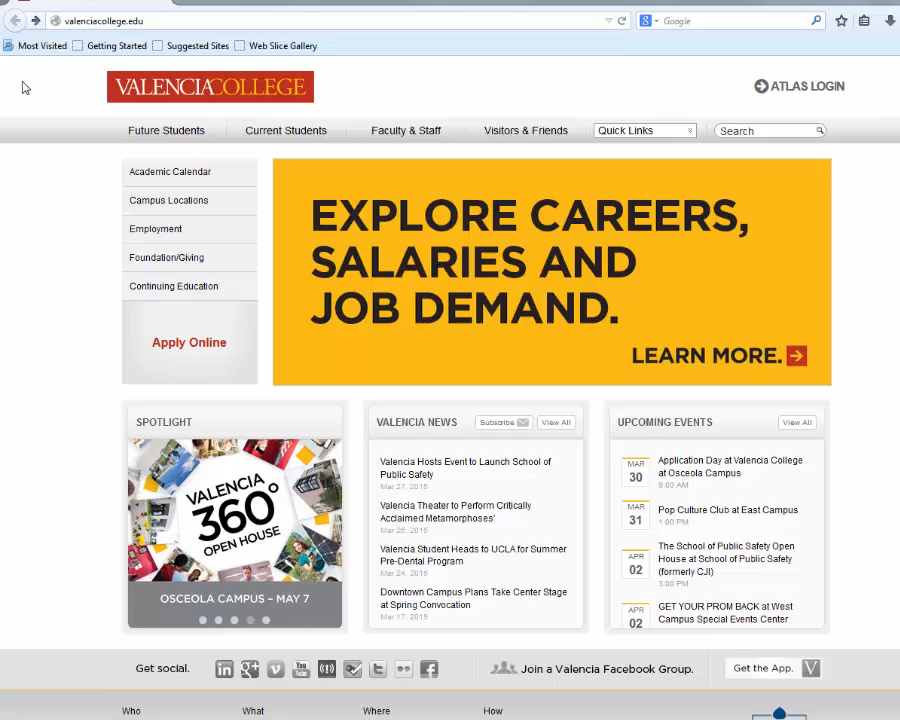 valenciacollege.edu
Google
Most Visited
Getting Started
Suggested Sites
Web Slice Gallery
VALENCIACOLLEGE
ATLAS LOGIN
Future Students
Current Students
Faculty & Staff
Visitors & Friends
Quick Links
Search
Academic Calendar
Campus Locations
Employment
Foundation/Giving
Continuing Education
Apply Online
EXPLORE CAREERS,
SALARIES AND
JOB DEMAND.
LEARN MORE.
SPOTLIGHT
VALENCIA
360°
OPEN HOUSE
OSCEOLA CAMPUS – MAY 7
VALENCIA NEWS
Subscribe
View All
Valencia Hosts Event to Launch School of
Public Safety
Mar 27, 2015
Valencia Theater to Perform Critically
Acclaimed Metamorphoses'
Mar 26, 2015
Valencia Student Heads to UCLA for Summer
Pre-Dental Program
Mar 24, 2015
Downtown Campus Plans Take Center Stage
at Spring Convocation
Mar 17, 2015
UPCOMING EVENTS
View All
MAR
30
Application Day at Valencia College
at Osceola Campus
9:00 AM
MAR
31
Pop Culture Club at East Campus
1:00 PM
APR
02
The School of Public Safety Open
House at School of Public Safety
(formerly CJI)
3:00 PM
APR
02
GET YOUR PROM BACK at West
Campus Special Events Center
Get social.
Join a Valencia Facebook Group.
Get the App.
Who
What
Where
How